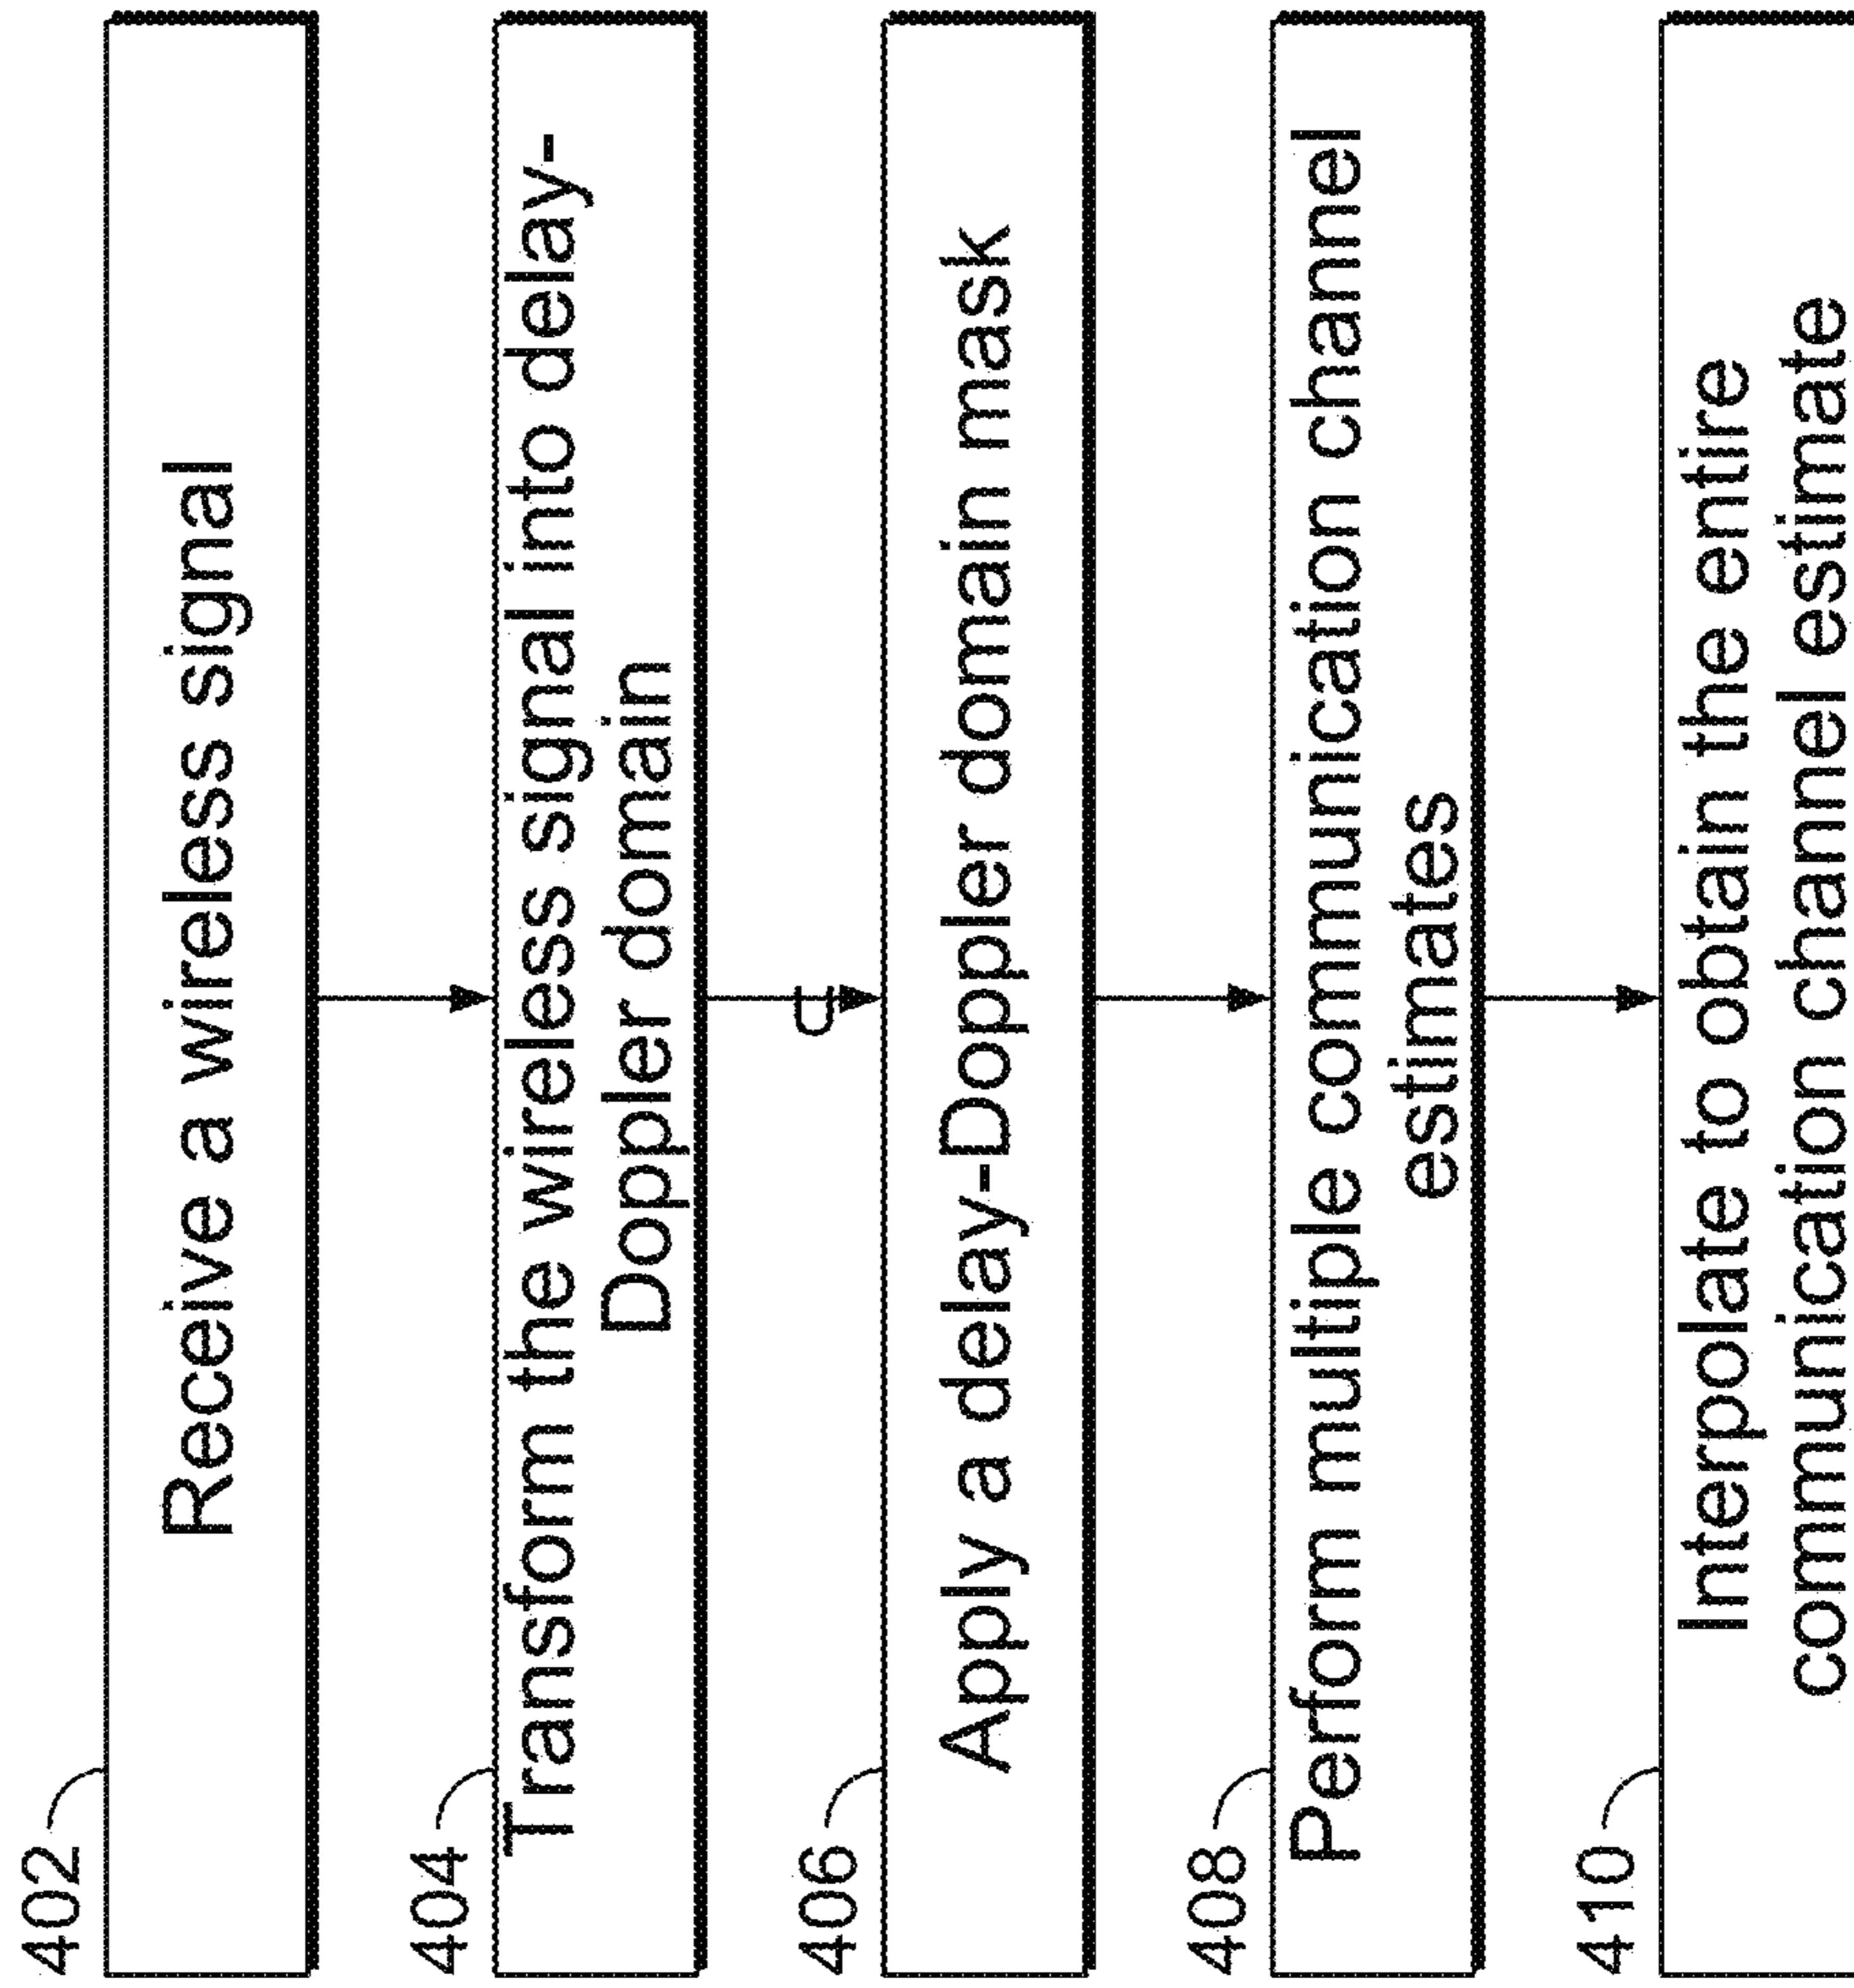 402
Receive a wireless signal
404
Transform the wireless signal into delay-
Doppler domain
406
Apply a delay-Doppler domain mask
408
Perform multiple communication channel
estimates
410
Interpolate to obtain the entire
communication channel estimate